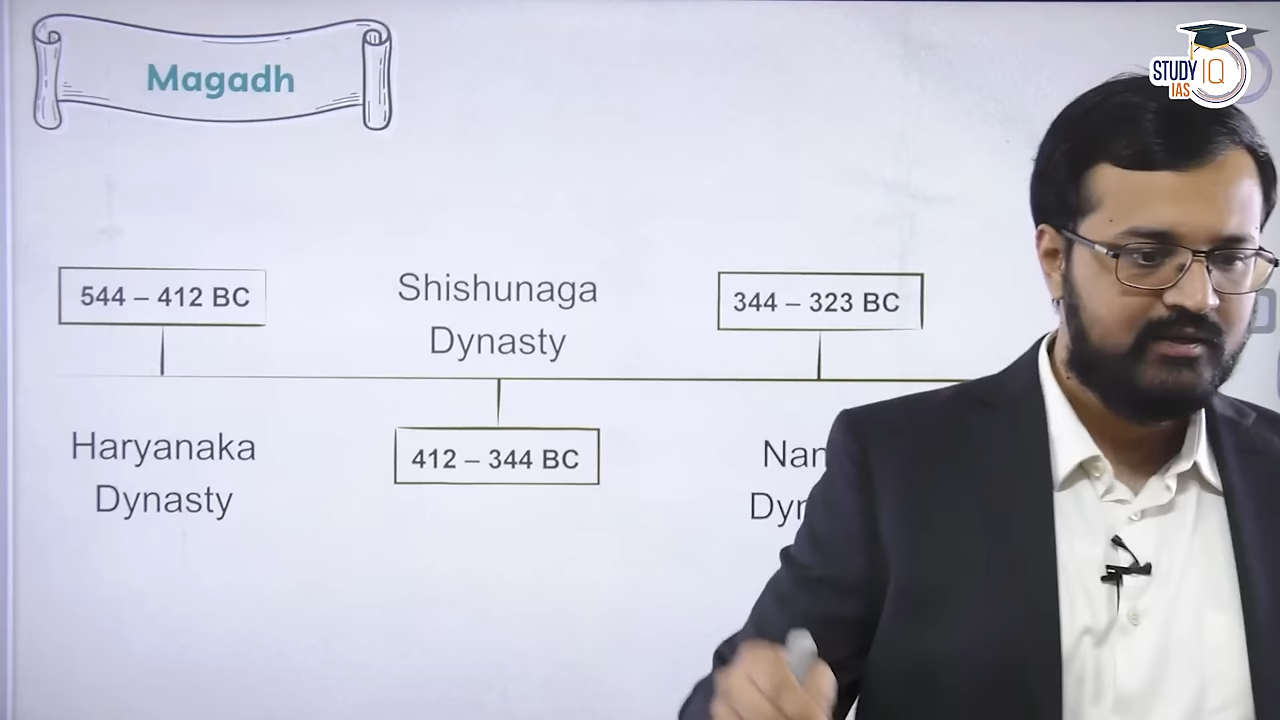 Magadh
STUDY IQ
IAS
544 – 412 BC
Shishunaga
Dynasty
344 – 323 BC
Haryanaka
Dynasty
412 – 344 BC